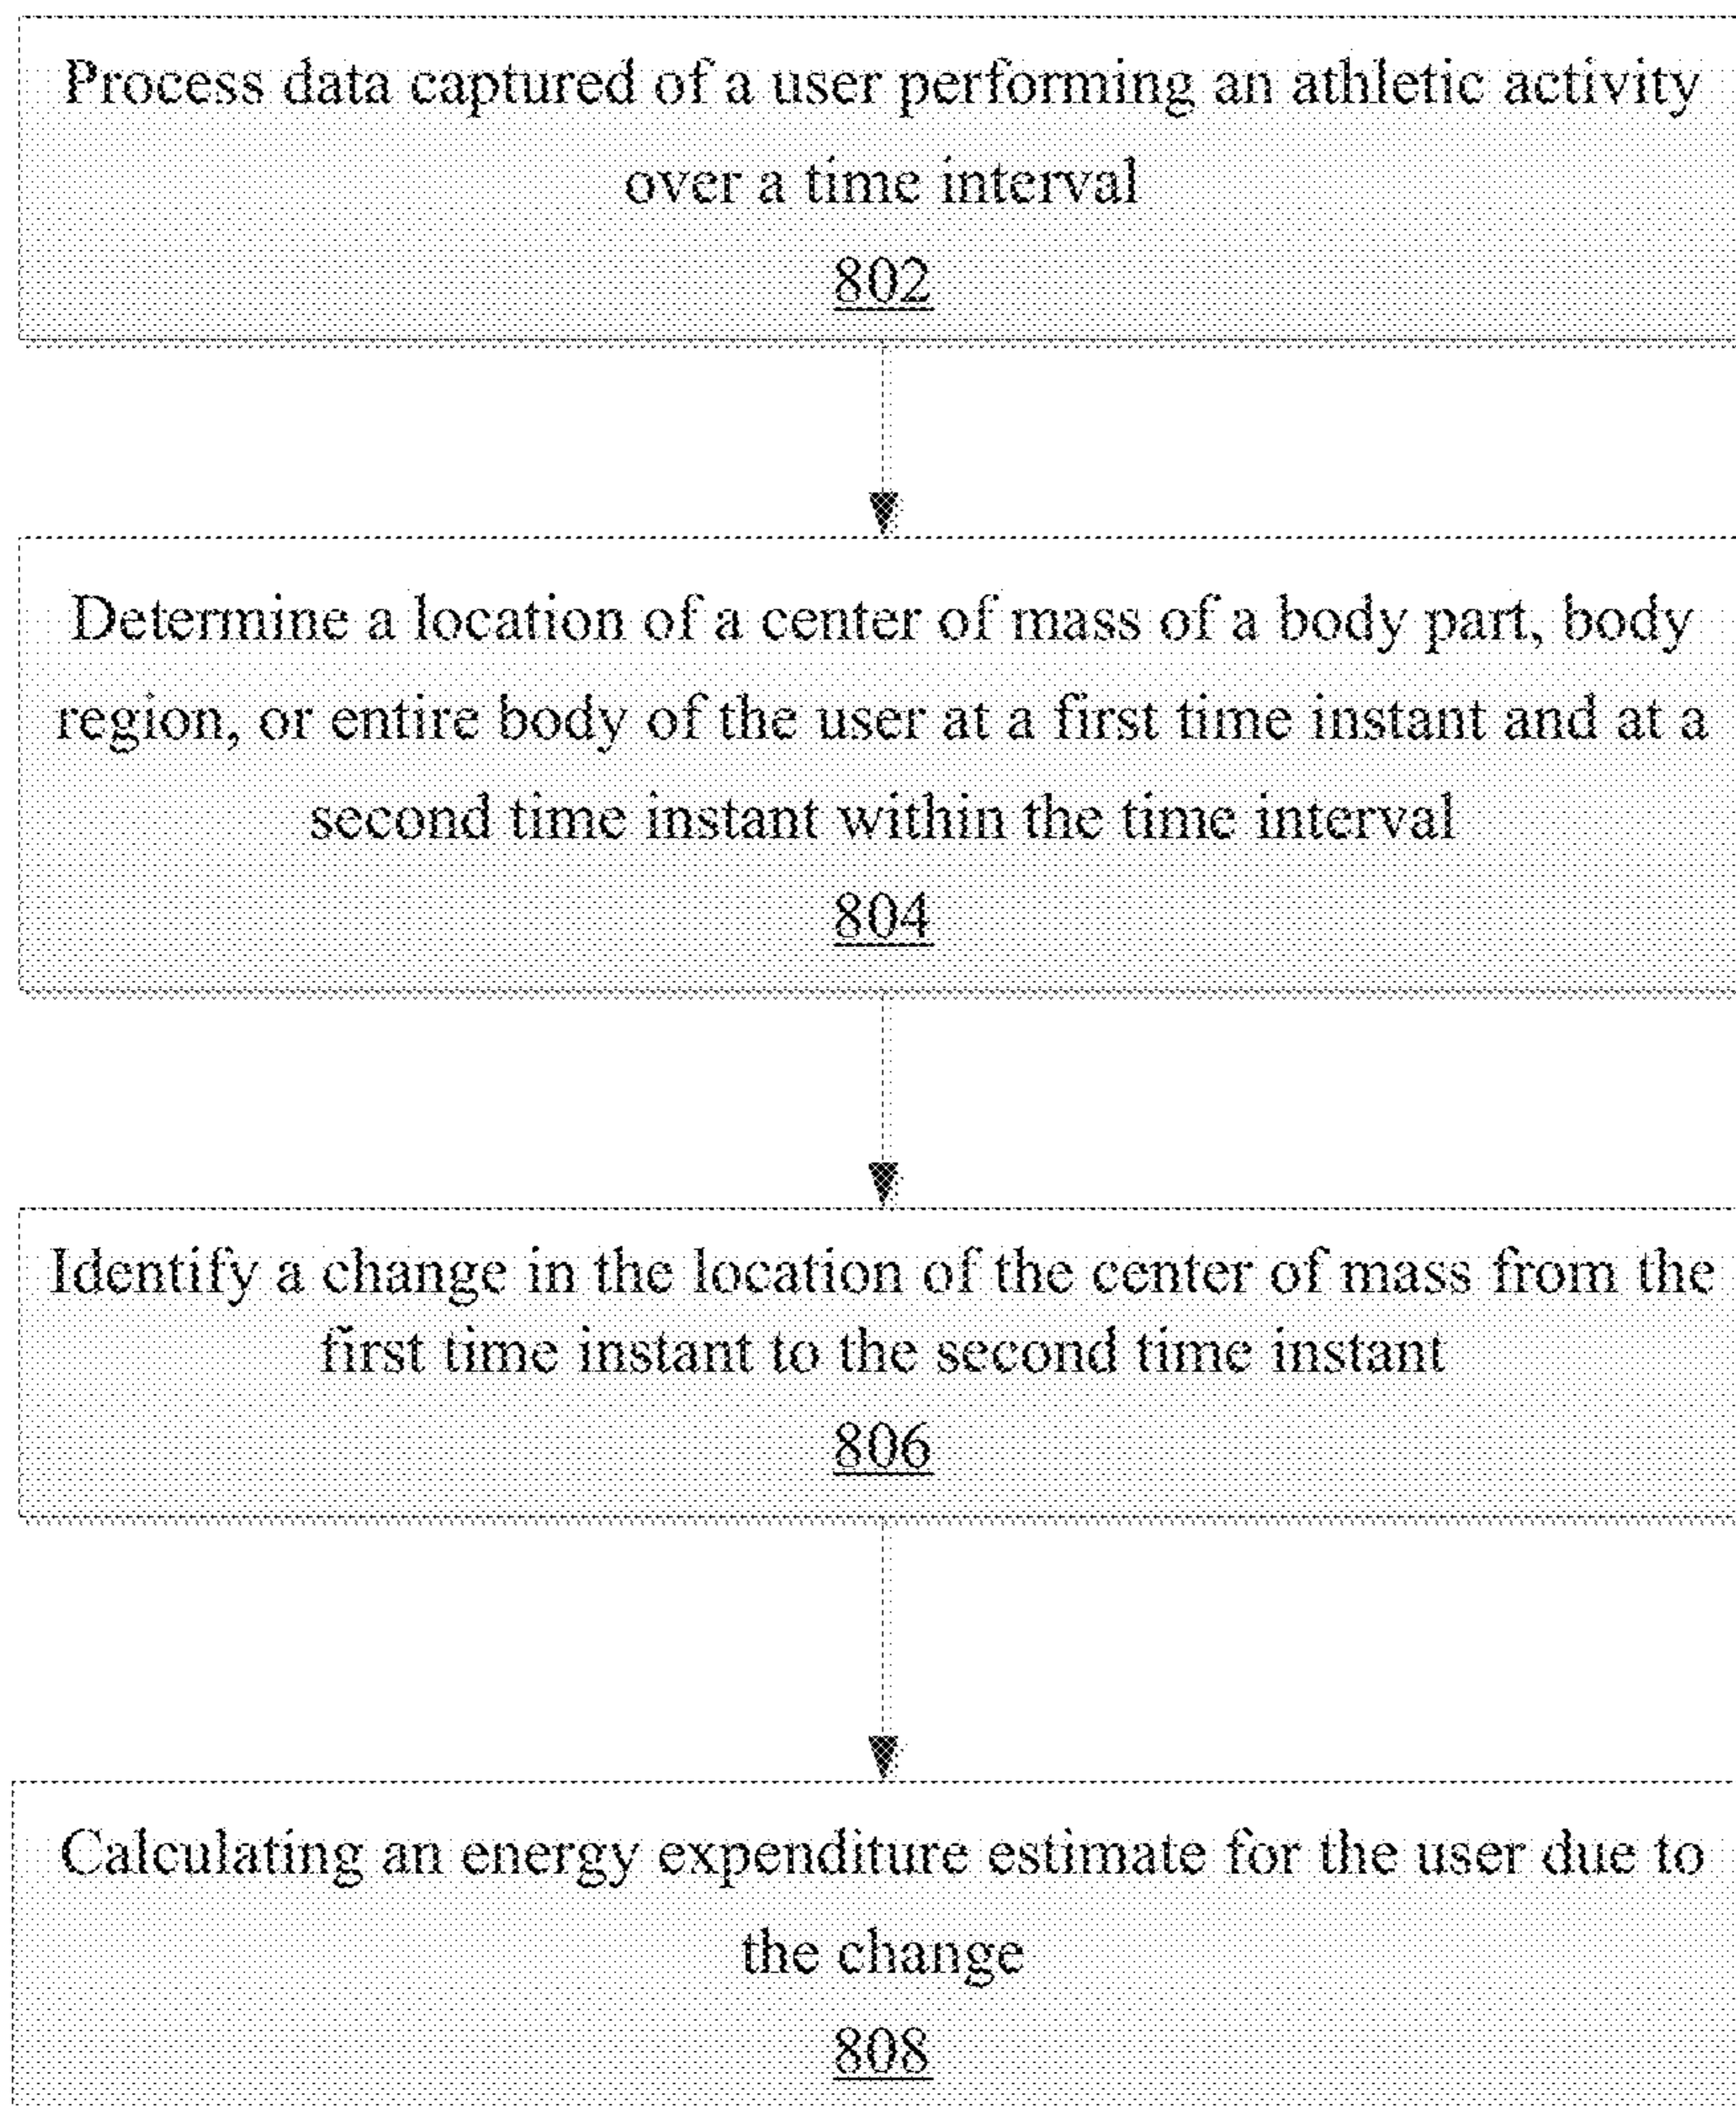 Process data captured of a user performing an athletic activity
over a time interval
802
Determine a location of a center of mass of a body part, body
region, or entire body of the user at a first time instant and at a
second time instant within the time interval
804
Identify a change in the location of the center of mass from the
first time instant to the second time instant
806
Calculating an energy expenditure estimate for the user due to
the change
808